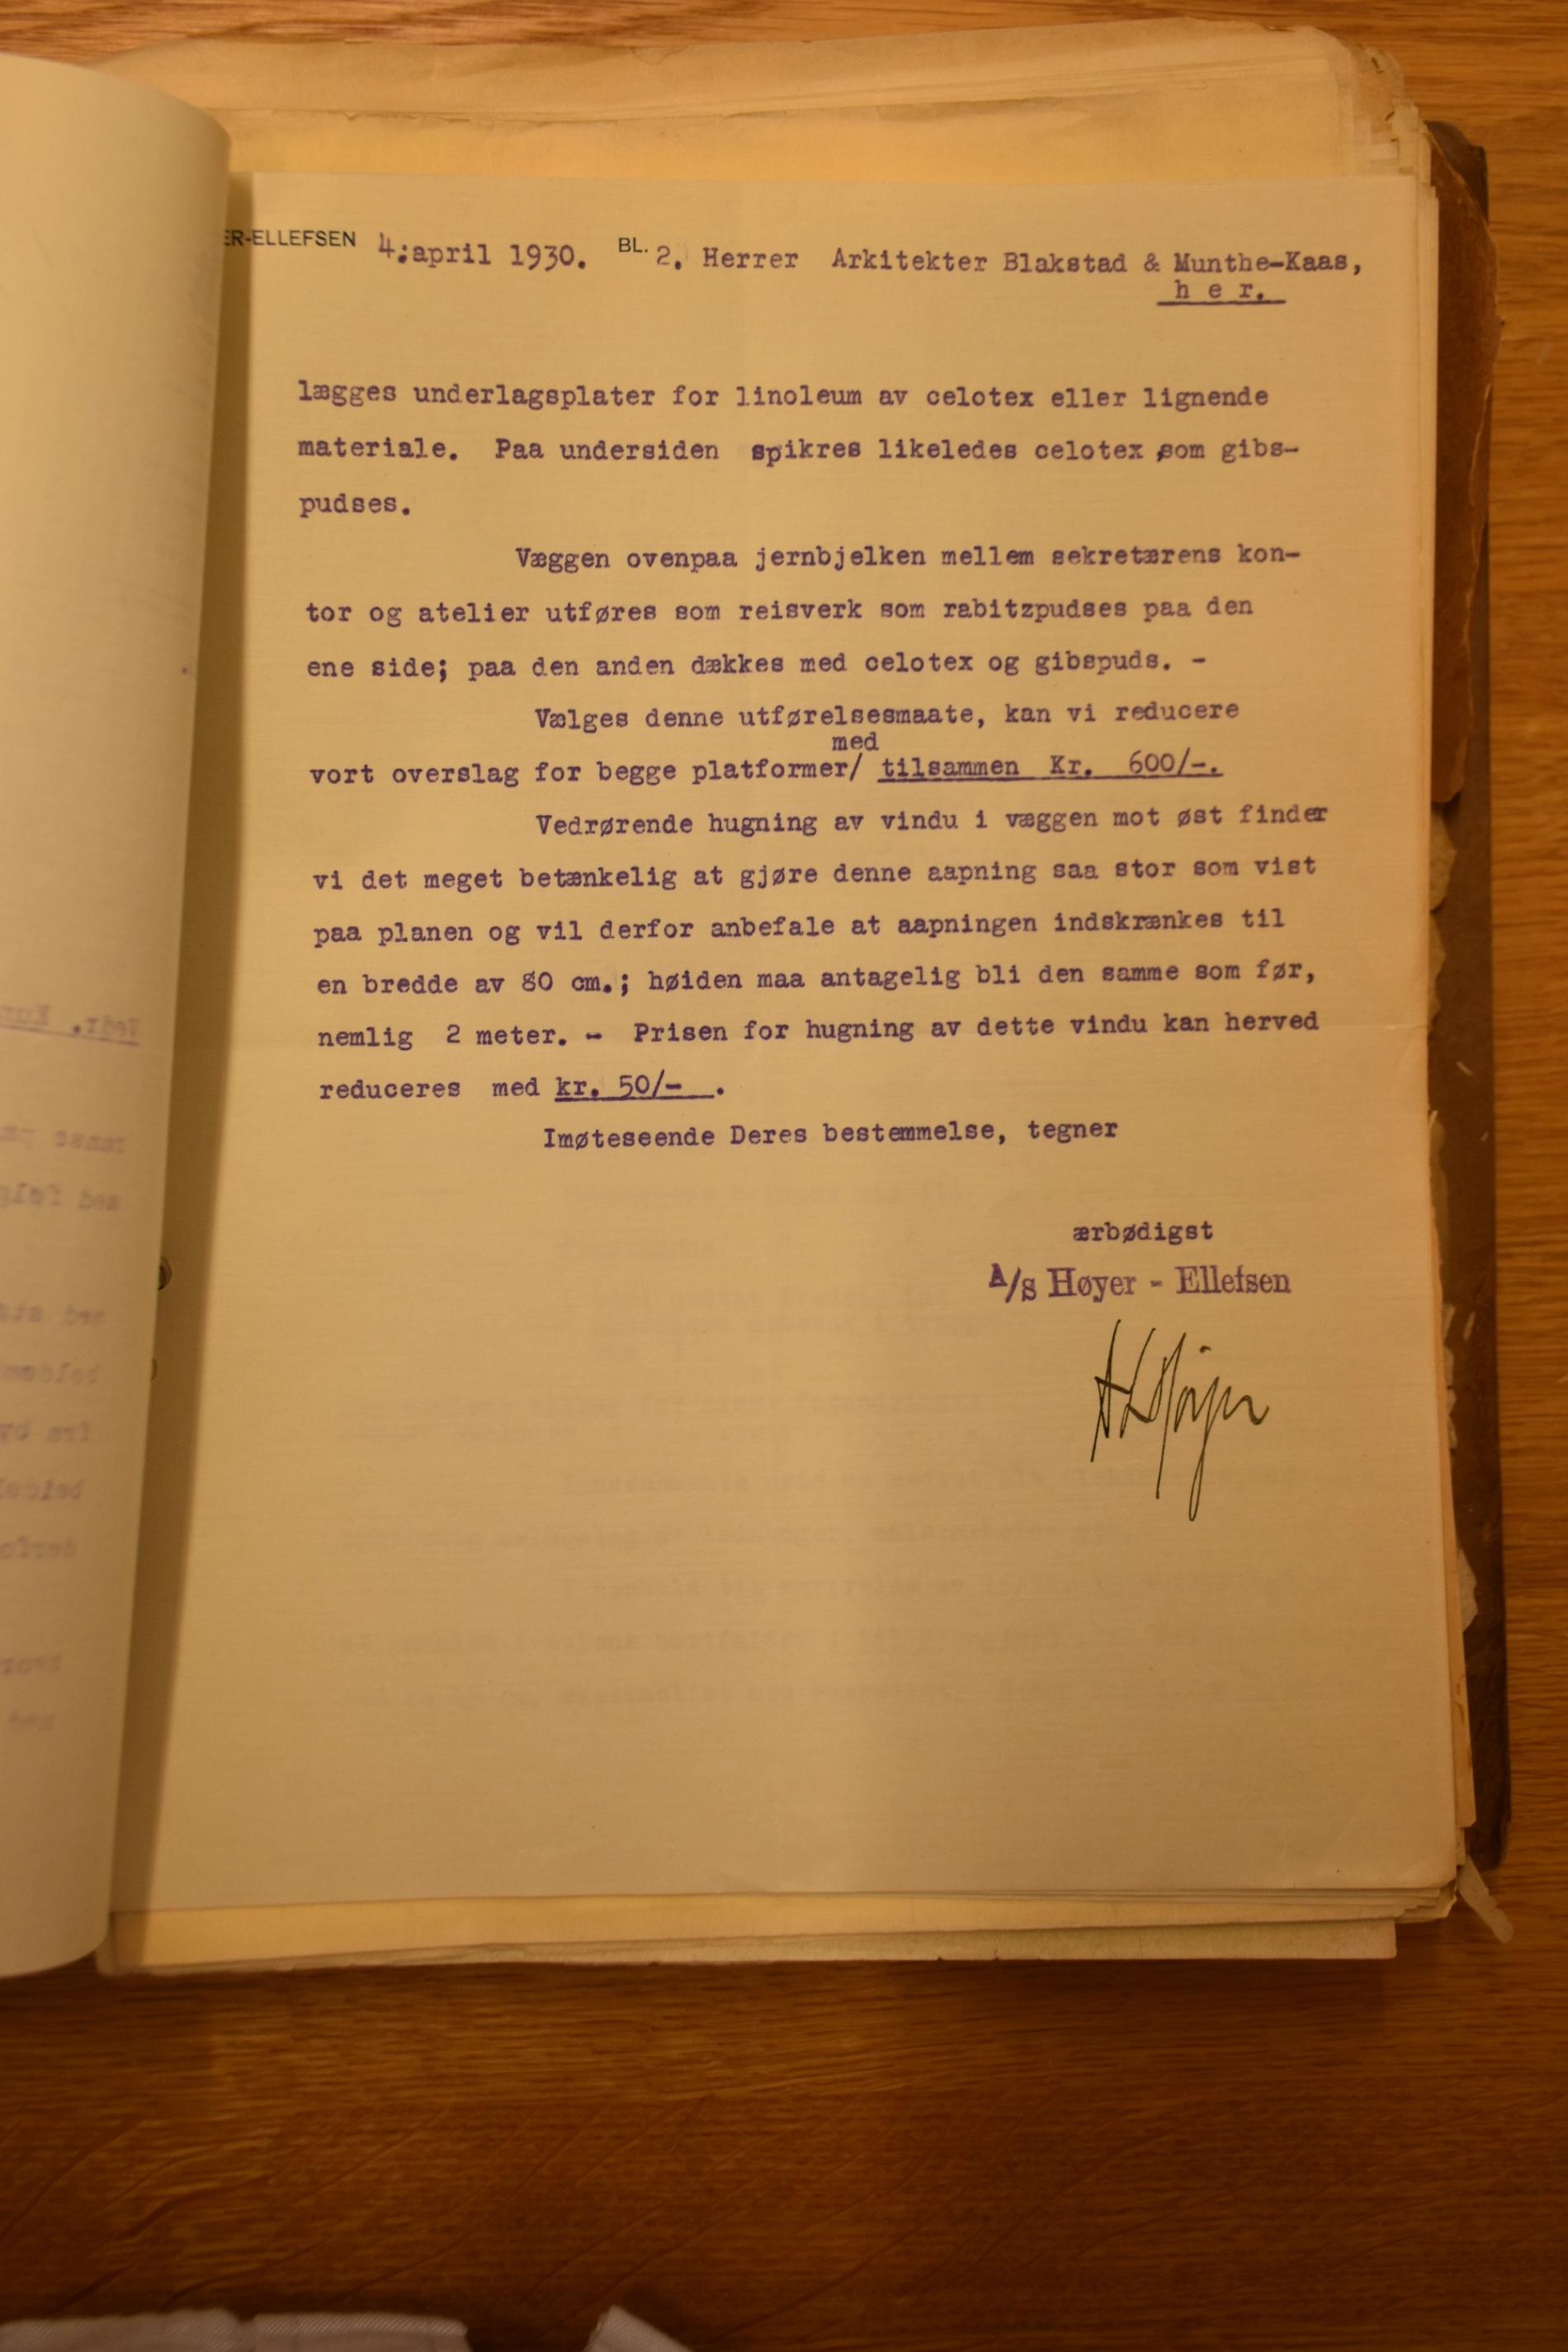 ER-ELLEFSEN 4:april 1930. BL. 2. Herrer Arkitekter Blakstad & Munthe-Kaas,
h e r.
lægges underlagsplater for linoleum av celotex eller lignende
materiale. Paa undersiden spikres likeledes celotex som gibs-
pudses.
Væggen ovenpaa jernbjelken mellem sekretærens kon-
tor og atelier utføres som reisverk som rabitzpudses paa den
ene side; paa den anden dækkes med celotex og gibspuds. -
Vælges denne utførelsesmaate, kan vi reducere
med
vort overslag for begge platformer/ tilsammen Kr. 600/-.
Vedrørende hugning av vindu i væggen mot øst finder
vi det meget betænkelig at gjøre denne aapning saa stor som vist
paa planen og vil derfor anbefale at aapningen indskrænkes til
en bredde av 80 cm.; høiden maa antagelig bli den samme som før,
nemlig 2 meter. - Prisen for hugning av dette vindu kan herved
reduceres med kr. 50/- .
Imøteseende Deres bestemmelse, tegner
ærbødigst
A/s Høyer - Ellefsen